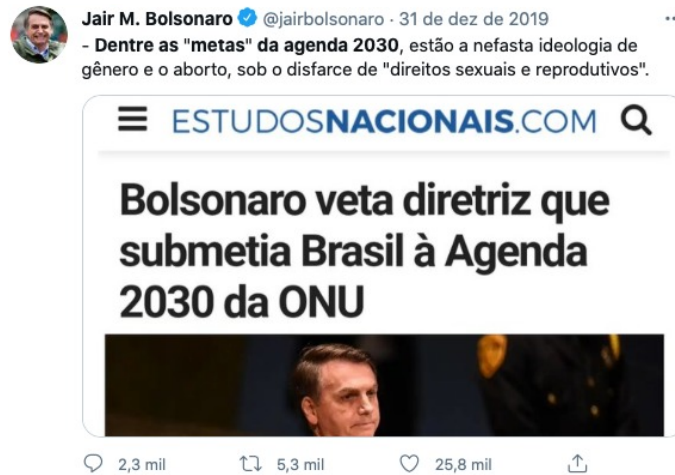 Jair M. Bolsonaro @jairbolsonaro · 31 de dez de 2019
- Dentre as "metas" da agenda 2030, estão a nefasta ideologia de
gênero e o aborto, sob o disfarce de "direitos sexuais e reprodutivos".
ESTUDOSNACIONAIS.COM
Bolsonaro veta diretriz que
submetia Brasil à Agenda
2030 da ONU
2,3 mil 5,3 mil 25,8 mil